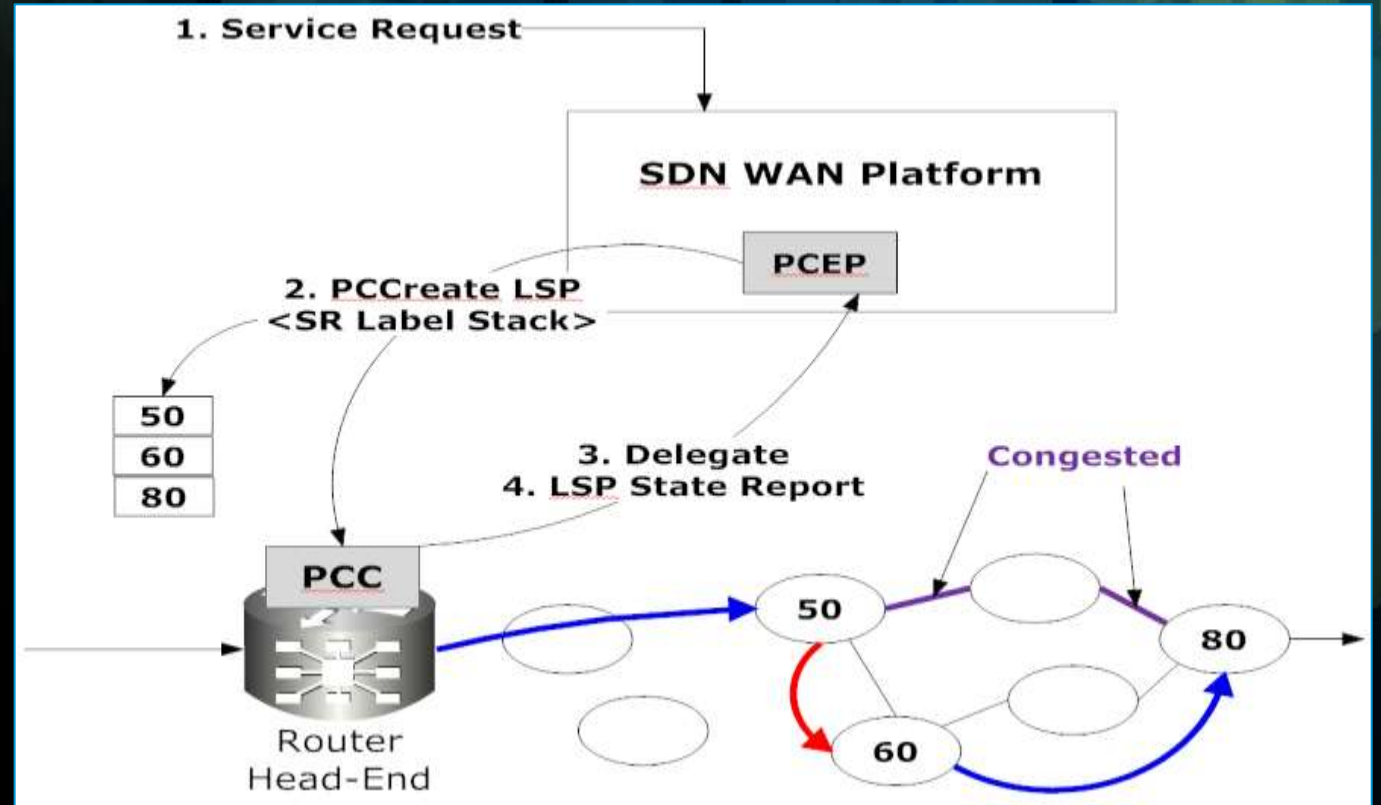 1. Service Request
SDN WAN Platform
PCEP
2. PCCreate LSP
<SR Label Stack>
50
60
80
3. Delegate
4. LSP State Report
Congested
PCC
50
80
60
Router
Head-End